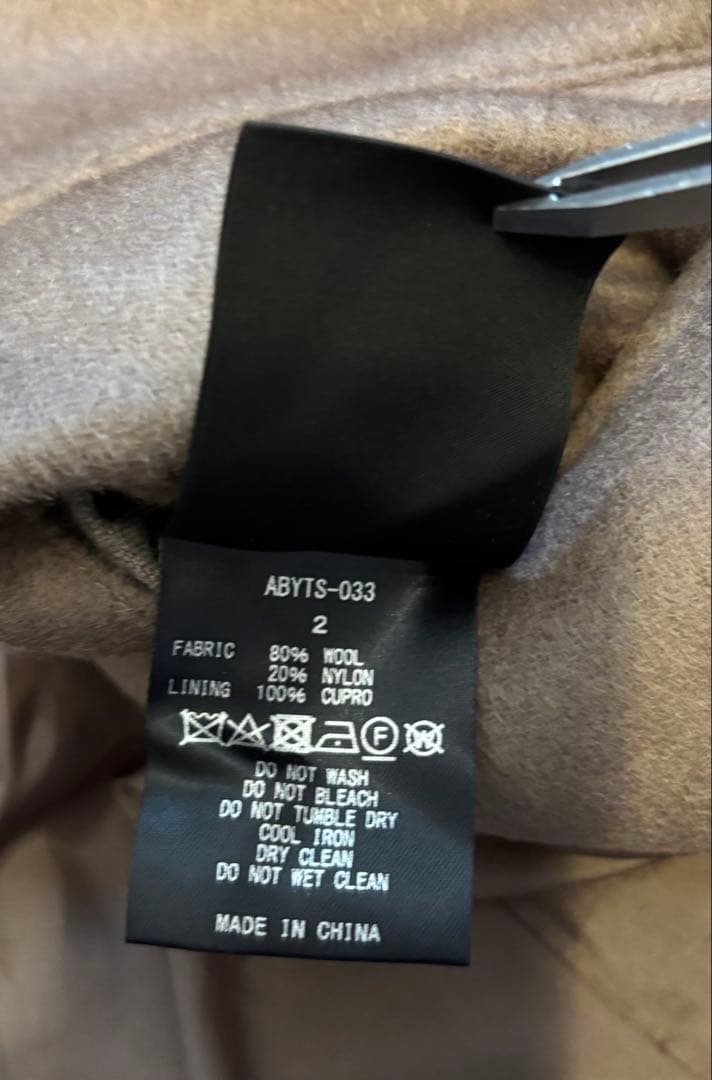 ABYTS-033
2
FABRIC 80% WOOL
20% NYLON
LINING 100% CUPRO
F W
DO NOT WASH
DO NOT BLEACH
DO NOT TUMBLE DRY
COOL IRON
DRY CLEAN
DO NOT WET CLEAN
MADE IN CHINA